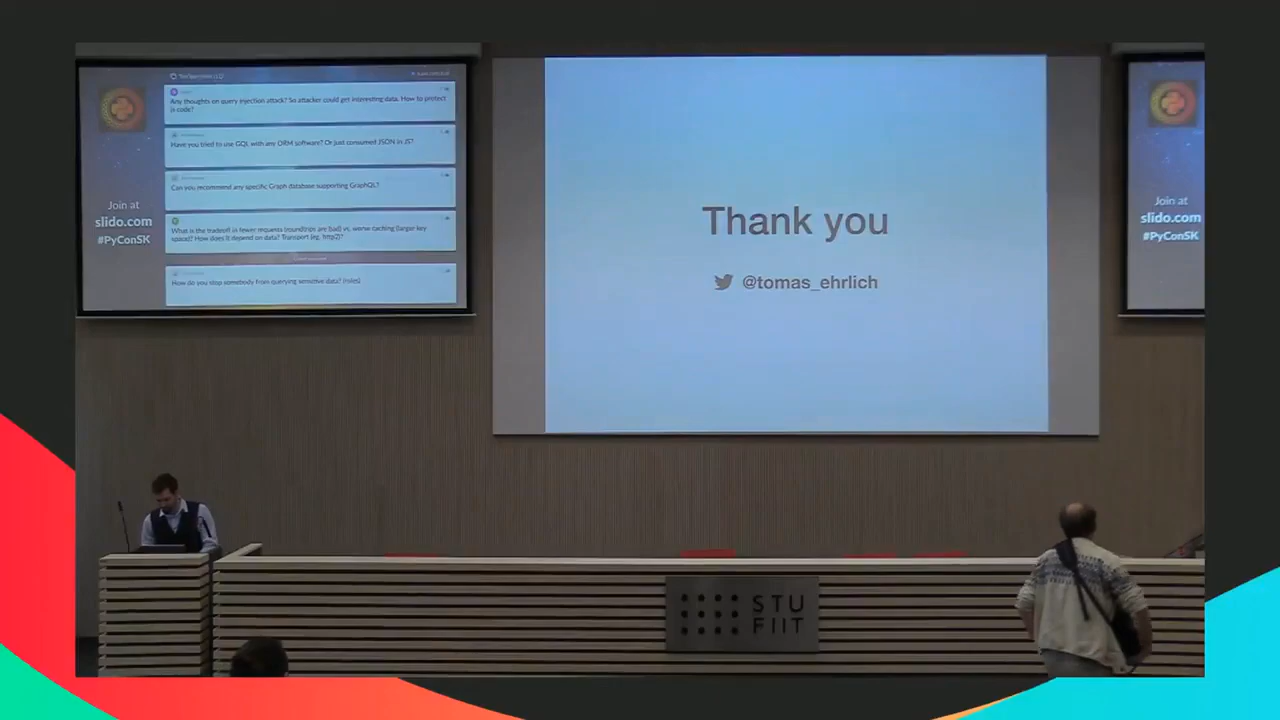 Any thoughts on query injection attack? So attacker could get interesting data. How to protect
is code?
Have you tried to use GQL with any ORM software? Or just consumed JSON in JS?
Can you recommend any specific Graph database supporting GraphQL?
What is the tradeoff in fewer requests (roundtrips are bad) vs. worse caching (larger key
space)? How does it depend on data? Transport (eg. http2)?
How do you stop somebody from querying sensitive data? (roles)
Join at
slido.com
#PyConSK
Thank you
@tomas_ehrlich
Join at
slido.com
#PyConSK
STU
FIIT